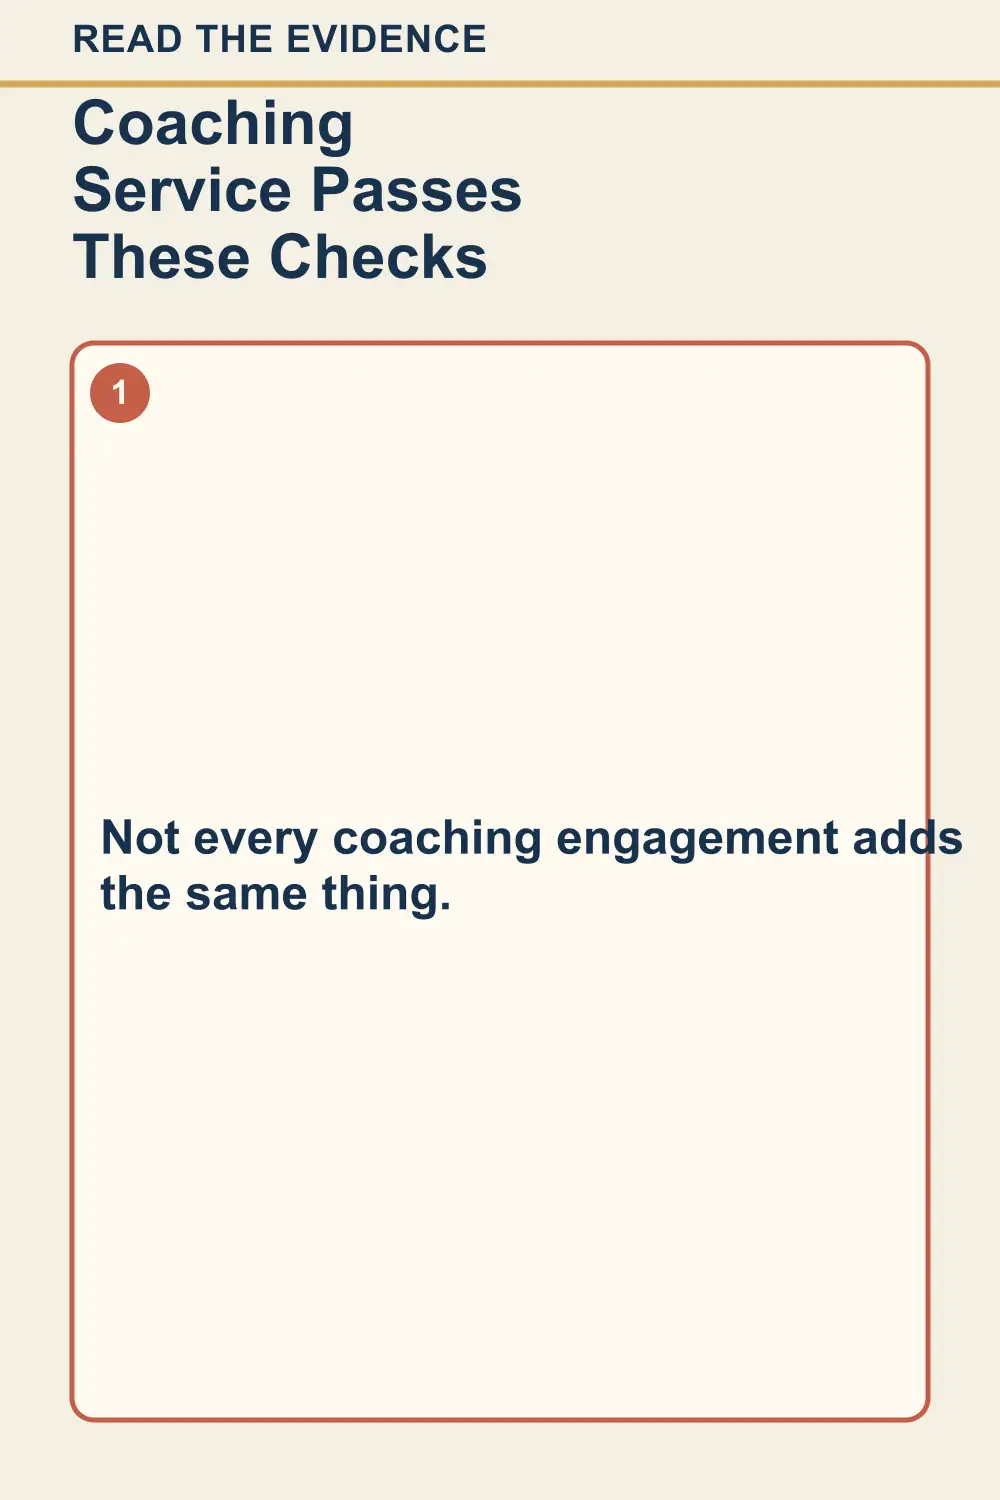 READ THE EVIDENCE
Coaching
Service Passes
These Checks
1
Not every coaching engagement adds
the same thing.